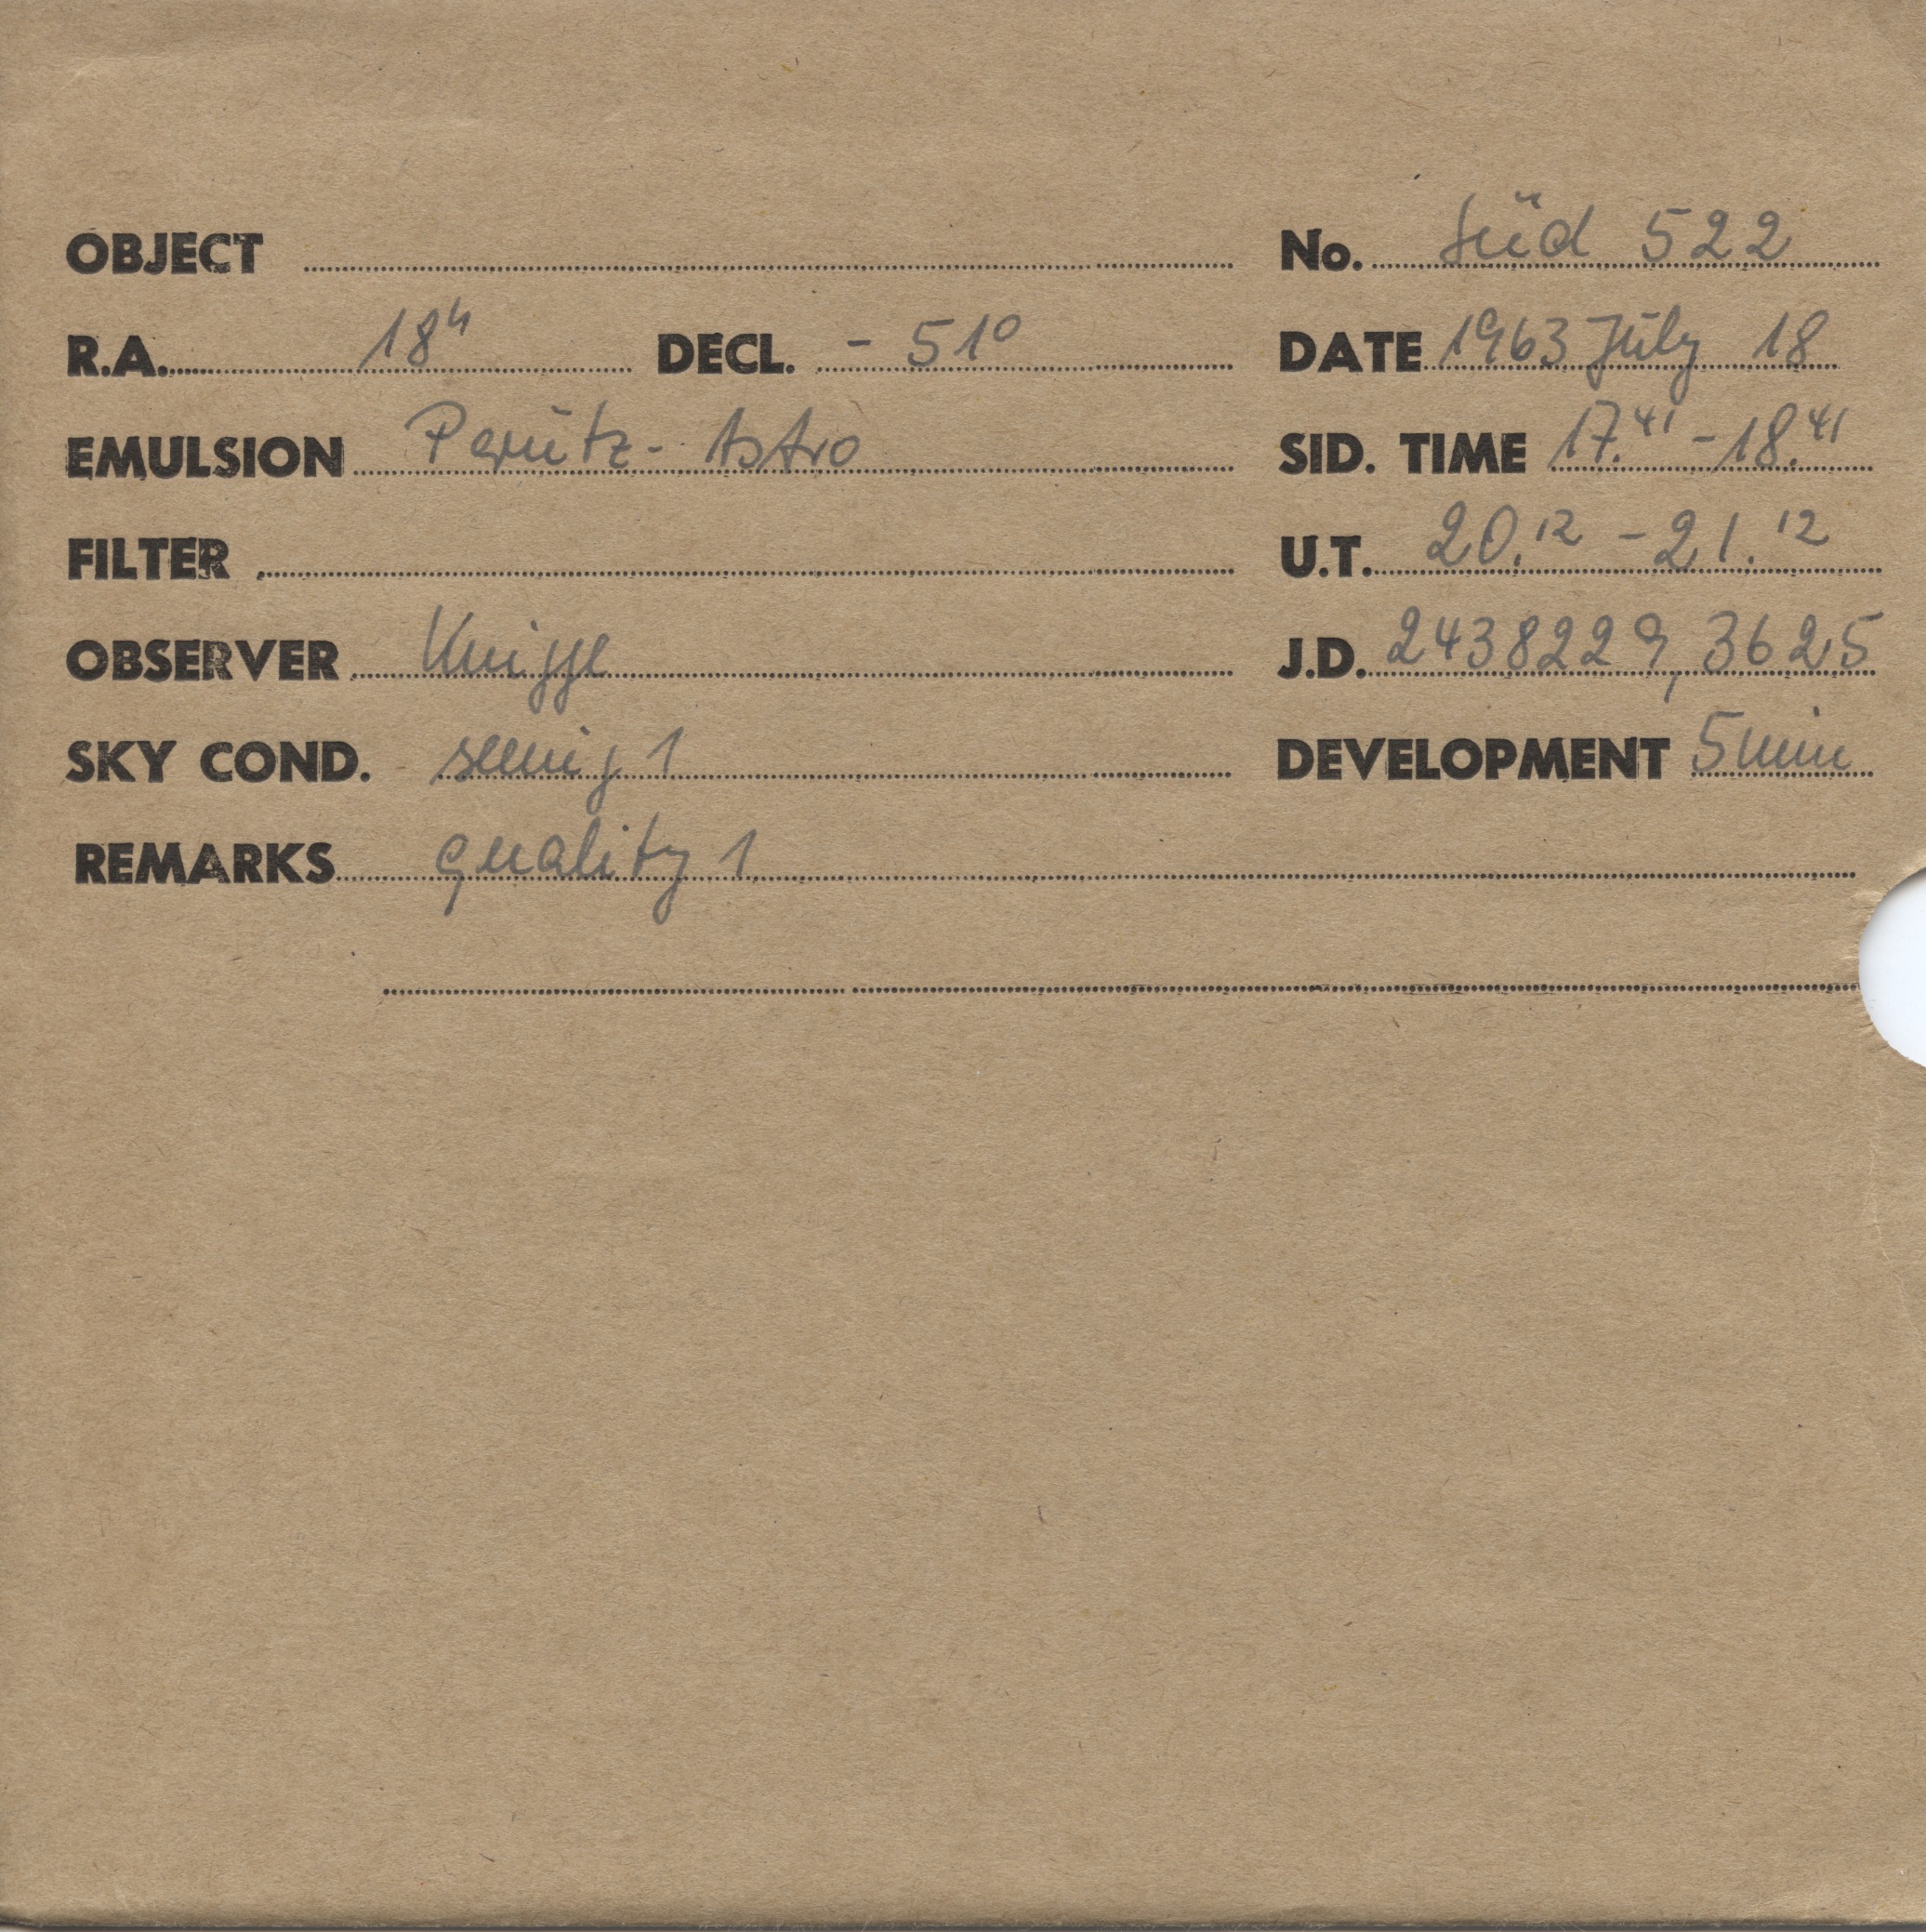 OBJECT No. Süd 522
R.A. 18h DECL. - 51° DATE 1963 July 18
EMULSION Perutz-Astro SID. TIME 17.41 - 18.41
FILTER U.T. 20.12 - 21.12
OBSERVER Knigge J.D. 2438229,3625
SKY COND. seeing 1 DEVELOPMENT 5 min
REMARKS quality 1